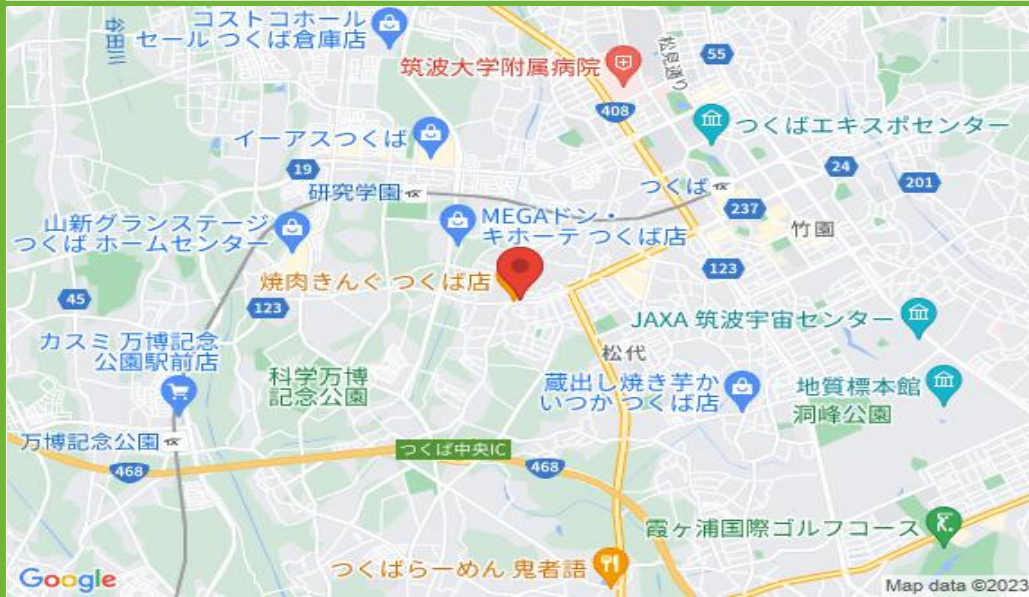 コストコホール
セール つくば倉庫店
谷田川
筑波大学附属病院
松見通り
55
408
つくばエキスポセンター
イーアスつくば
19
研究学園
つくば
24
201
237
山新グランステージ
つくば ホームセンター
MEGAドン・
キホーテ つくば店
竹園
焼肉きんぐ つくば店
123
45
123
JAXA 筑波宇宙センター
カスミ 万博記念
公園駅前店
松代
科学万博
記念公園
蔵出し焼き芋か
いつか つくば店
地質標本館
洞峰公園
万博記念公園
つくば中央IC
468
468
霞ヶ浦国際ゴルフコース
つくばらーめん 鬼者語
Google
Map data ©2023